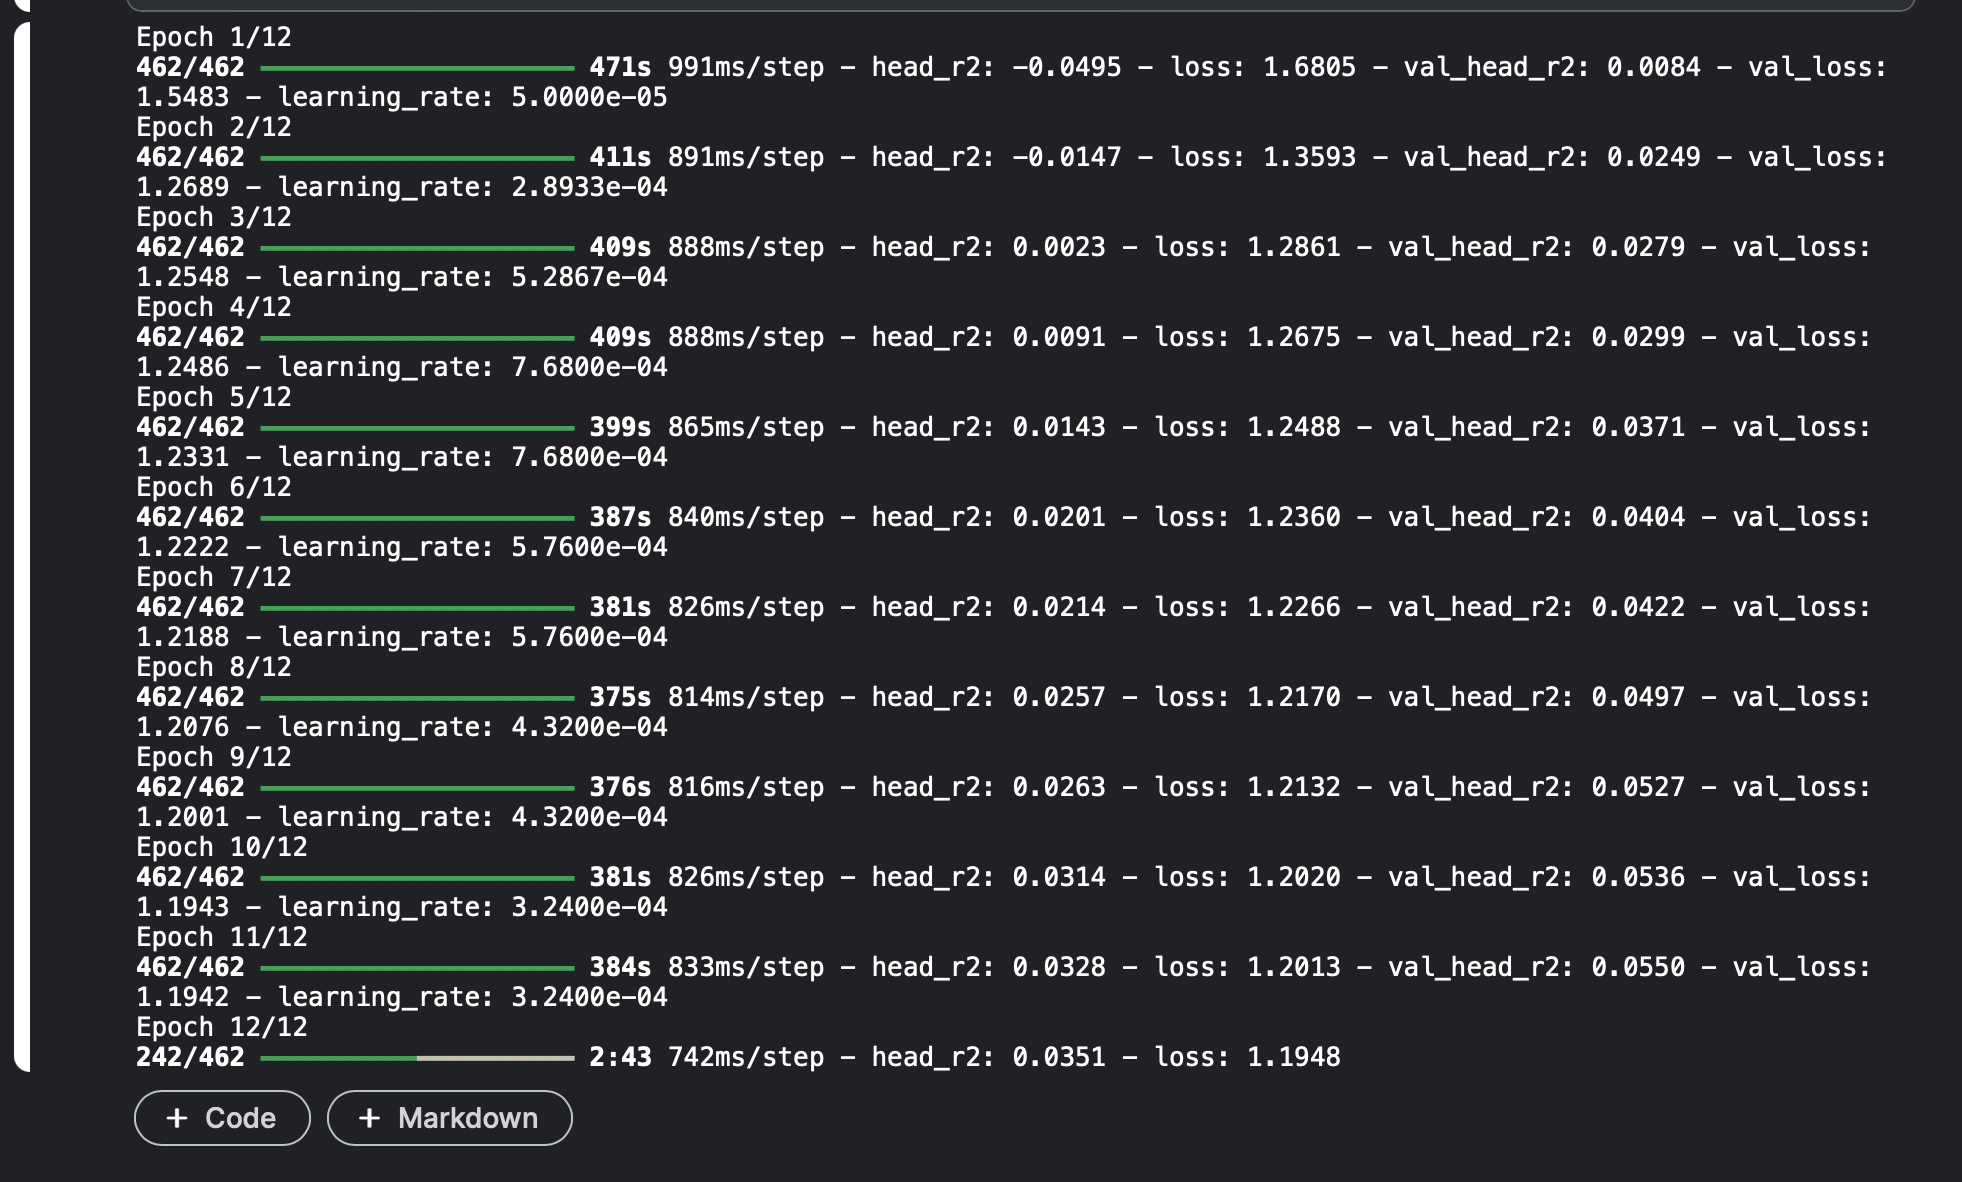 Epoch 1/12
462/462 ━━━━━━━━━━━━━━━━━━━━ 471s 991ms/step - head_r2: -0.0495 - loss: 1.6805 - val_head_r2: 0.0084 - val_loss:
1.5483 - learning_rate: 5.0000e-05
Epoch 2/12
462/462 ━━━━━━━━━━━━━━━━━━━━ 411s 891ms/step - head_r2: -0.0147 - loss: 1.3593 - val_head_r2: 0.0249 - val_loss:
1.2689 - learning_rate: 2.8933e-04
Epoch 3/12
462/462 ━━━━━━━━━━━━━━━━━━━━ 409s 888ms/step - head_r2: 0.0023 - loss: 1.2861 - val_head_r2: 0.0279 - val_loss:
1.2548 - learning_rate: 5.2867e-04
Epoch 4/12
462/462 ━━━━━━━━━━━━━━━━━━━━ 409s 888ms/step - head_r2: 0.0091 - loss: 1.2675 - val_head_r2: 0.0299 - val_loss:
1.2486 - learning_rate: 7.6800e-04
Epoch 5/12
462/462 ━━━━━━━━━━━━━━━━━━━━ 399s 865ms/step - head_r2: 0.0143 - loss: 1.2488 - val_head_r2: 0.0371 - val_loss:
1.2331 - learning_rate: 7.6800e-04
Epoch 6/12
462/462 ━━━━━━━━━━━━━━━━━━━━ 387s 840ms/step - head_r2: 0.0201 - loss: 1.2360 - val_head_r2: 0.0404 - val_loss:
1.2222 - learning_rate: 5.7600e-04
Epoch 7/12
462/462 ━━━━━━━━━━━━━━━━━━━━ 381s 826ms/step - head_r2: 0.0214 - loss: 1.2266 - val_head_r2: 0.0422 - val_loss:
1.2188 - learning_rate: 5.7600e-04
Epoch 8/12
462/462 ━━━━━━━━━━━━━━━━━━━━ 375s 814ms/step - head_r2: 0.0257 - loss: 1.2170 - val_head_r2: 0.0497 - val_loss:
1.2076 - learning_rate: 4.3200e-04
Epoch 9/12
462/462 ━━━━━━━━━━━━━━━━━━━━ 376s 816ms/step - head_r2: 0.0263 - loss: 1.2132 - val_head_r2: 0.0527 - val_loss:
1.2001 - learning_rate: 4.3200e-04
Epoch 10/12
462/462 ━━━━━━━━━━━━━━━━━━━━ 381s 826ms/step - head_r2: 0.0314 - loss: 1.2020 - val_head_r2: 0.0536 - val_loss:
1.1943 - learning_rate: 3.2400e-04
Epoch 11/12
462/462 ━━━━━━━━━━━━━━━━━━━━ 384s 833ms/step - head_r2: 0.0328 - loss: 1.2013 - val_head_r2: 0.0550 - val_loss:
1.1942 - learning_rate: 3.2400e-04
Epoch 12/12
242/462 ━━━━━━━━━━━━━━━━━━━━ 2:43 742ms/step - head_r2: 0.0351 - loss: 1.1948
+ Code + Markdown